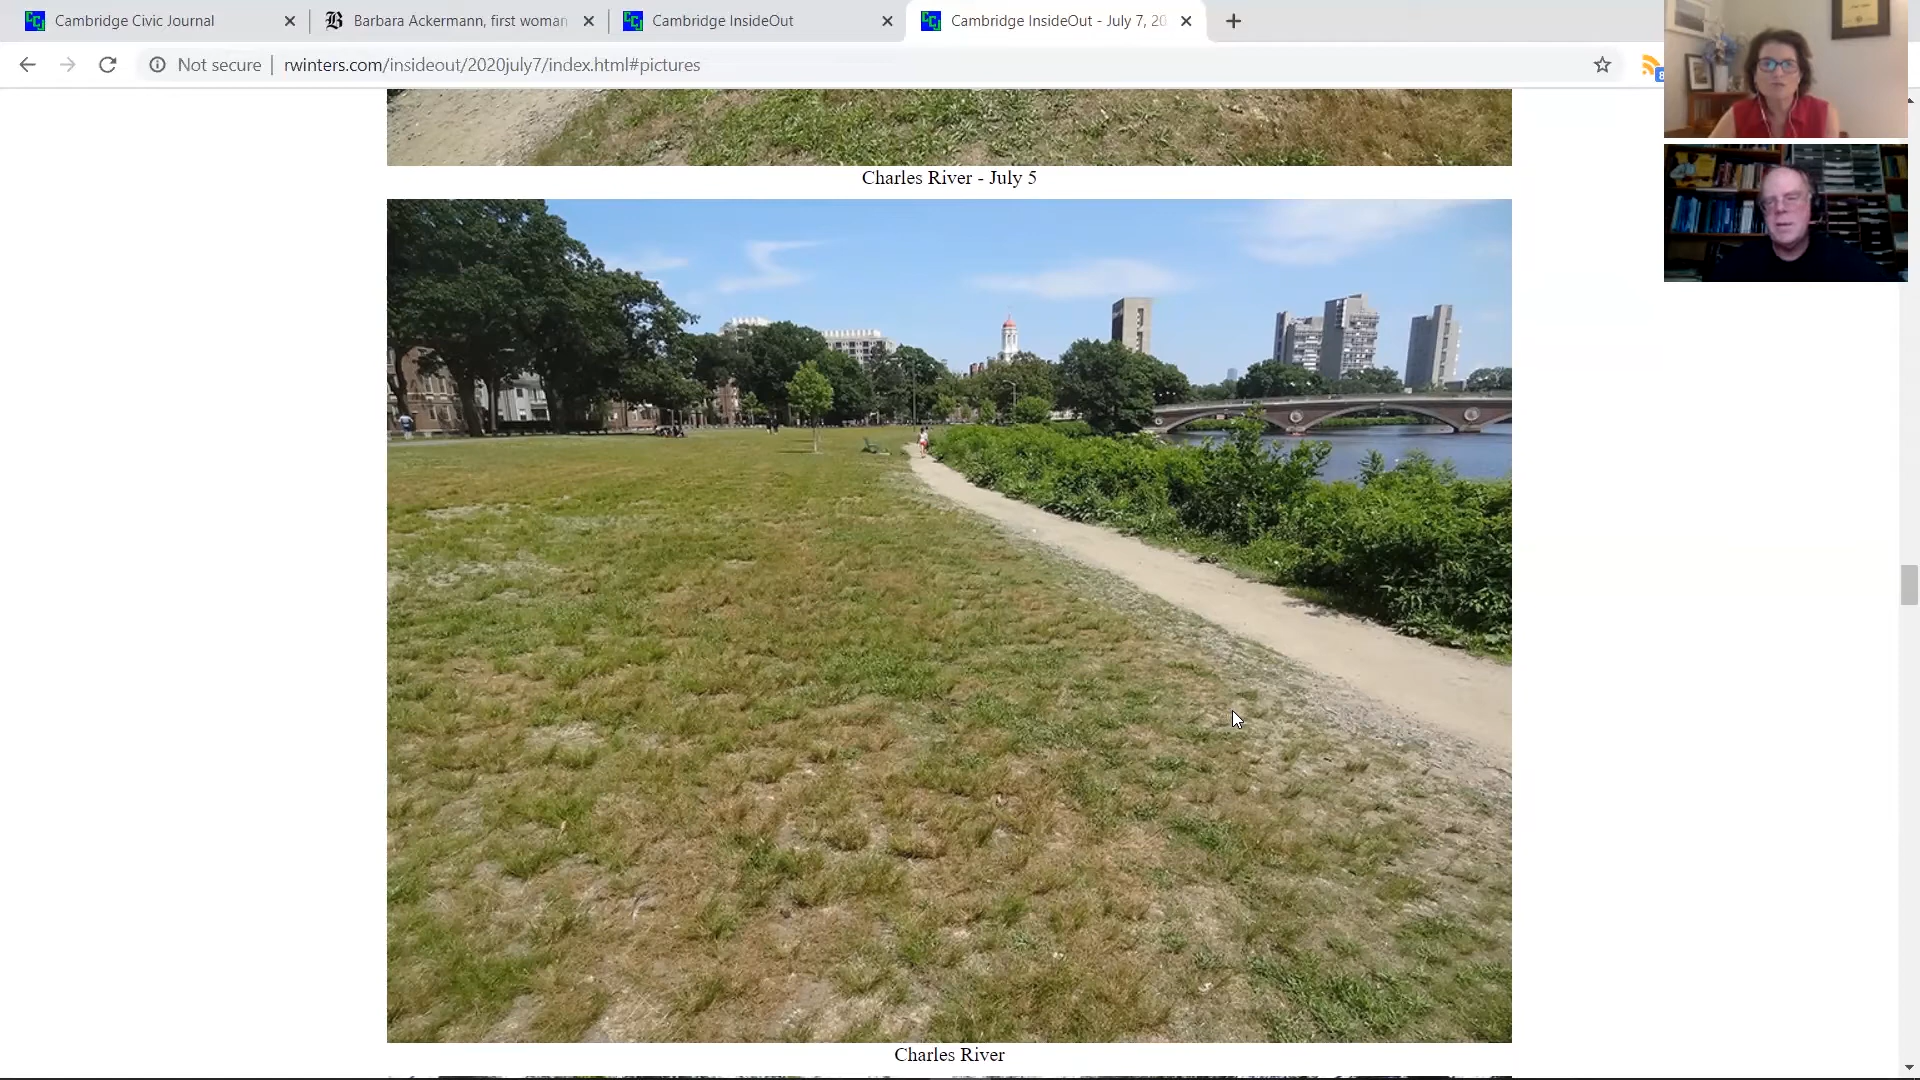 Cambridge Civic Journal
Barbara Ackermann, first woman
Cambridge InsideOut
Cambridge InsideOut - July 7, 20
Not secure
rwinters.com/insideout/2020july7/index.html#pictures
8
Charles River - July 5
Charles River